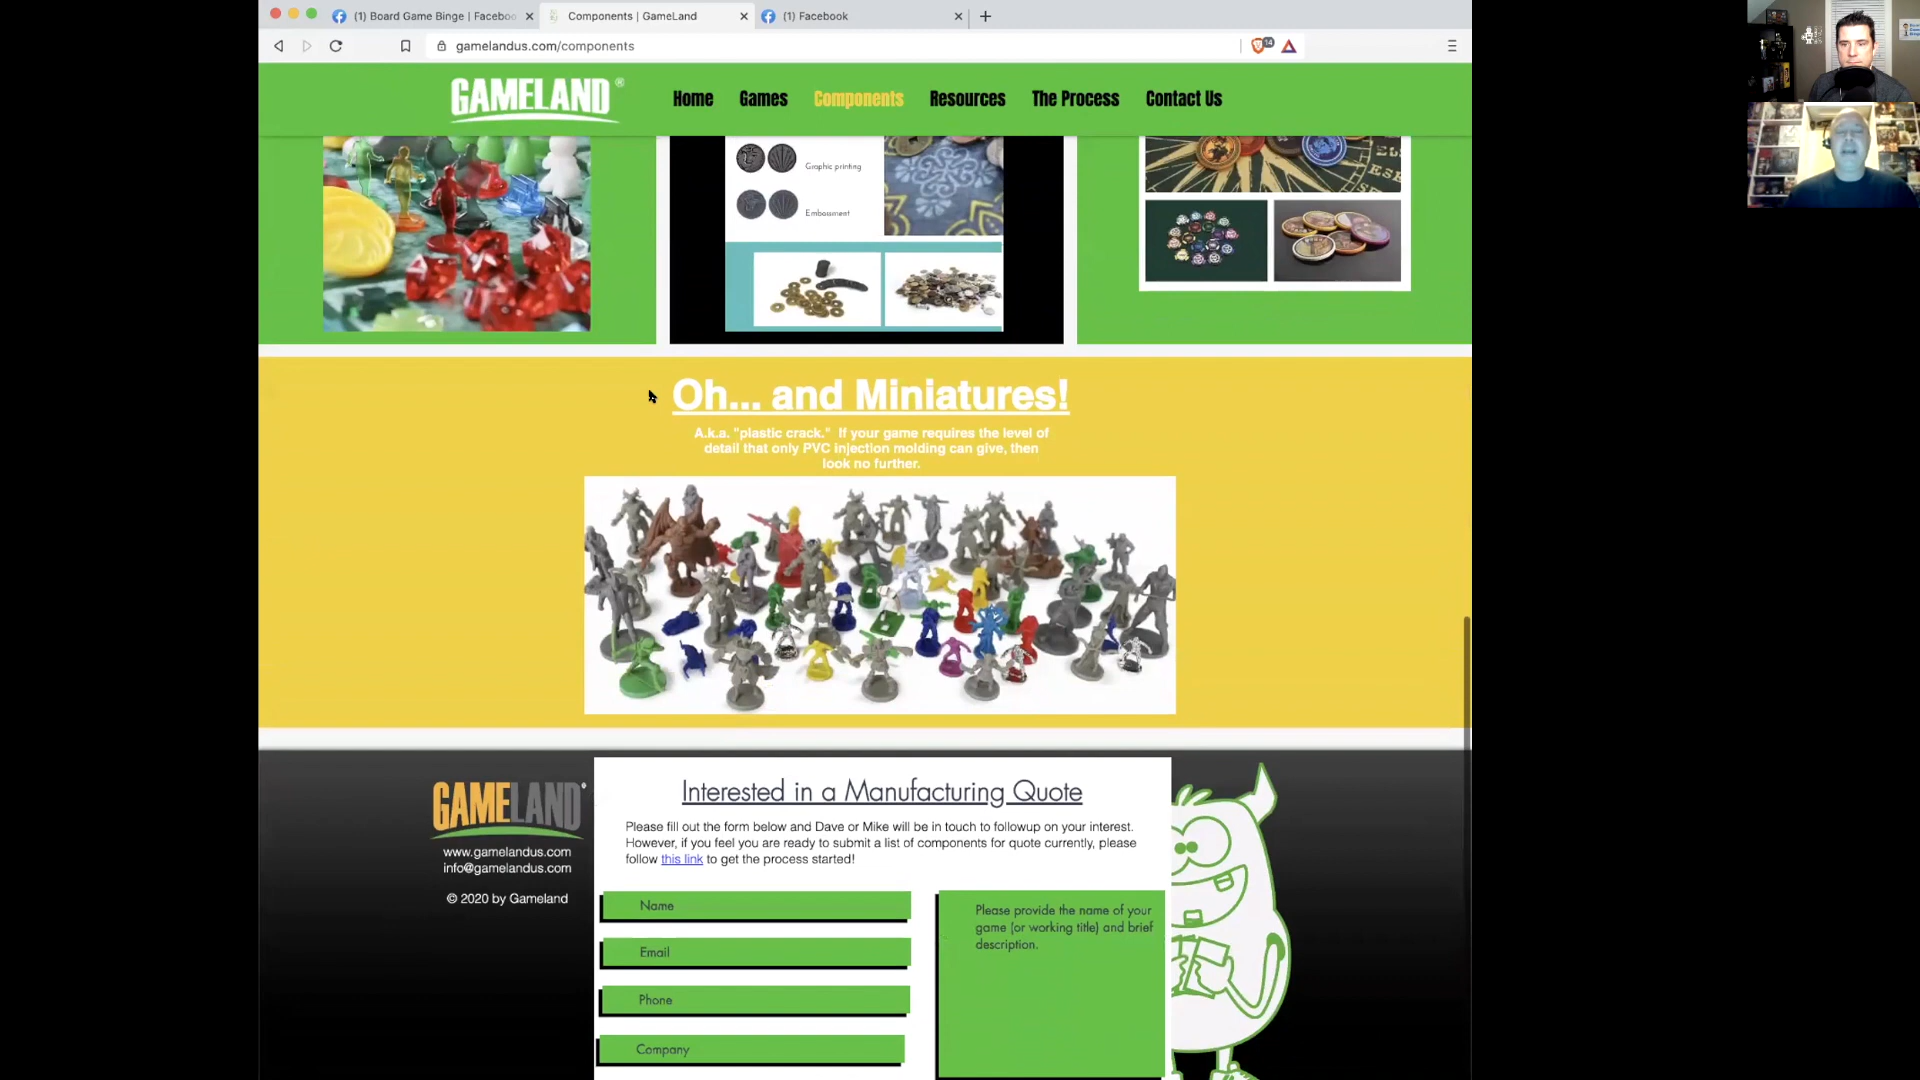 (1) Board Game Binge | Faceboo
Components | GameLand
(1) Facebook
gamelandus.com/components
14
GAMELAND®
Home
Games
Components
Resources
The Process
Contact Us
Graphic printing
Embossment
ESE
Oh... and Miniatures!
A.k.a. "plastic crack." If your game requires the level of
detail that only PVC injection molding can give, then
look no further.
GAMELAND®
www.gamelandus.com
info@gamelandus.com
© 2020 by Gameland
Interested in a Manufacturing Quote
Please fill out the form below and Dave or Mike will be in touch to followup on your interest.
However, if you feel you are ready to submit a list of components for quote currently, please
follow this link to get the process started!
Name
Email
Phone
Company
Please provide the name of your
game (or working title) and brief
description.